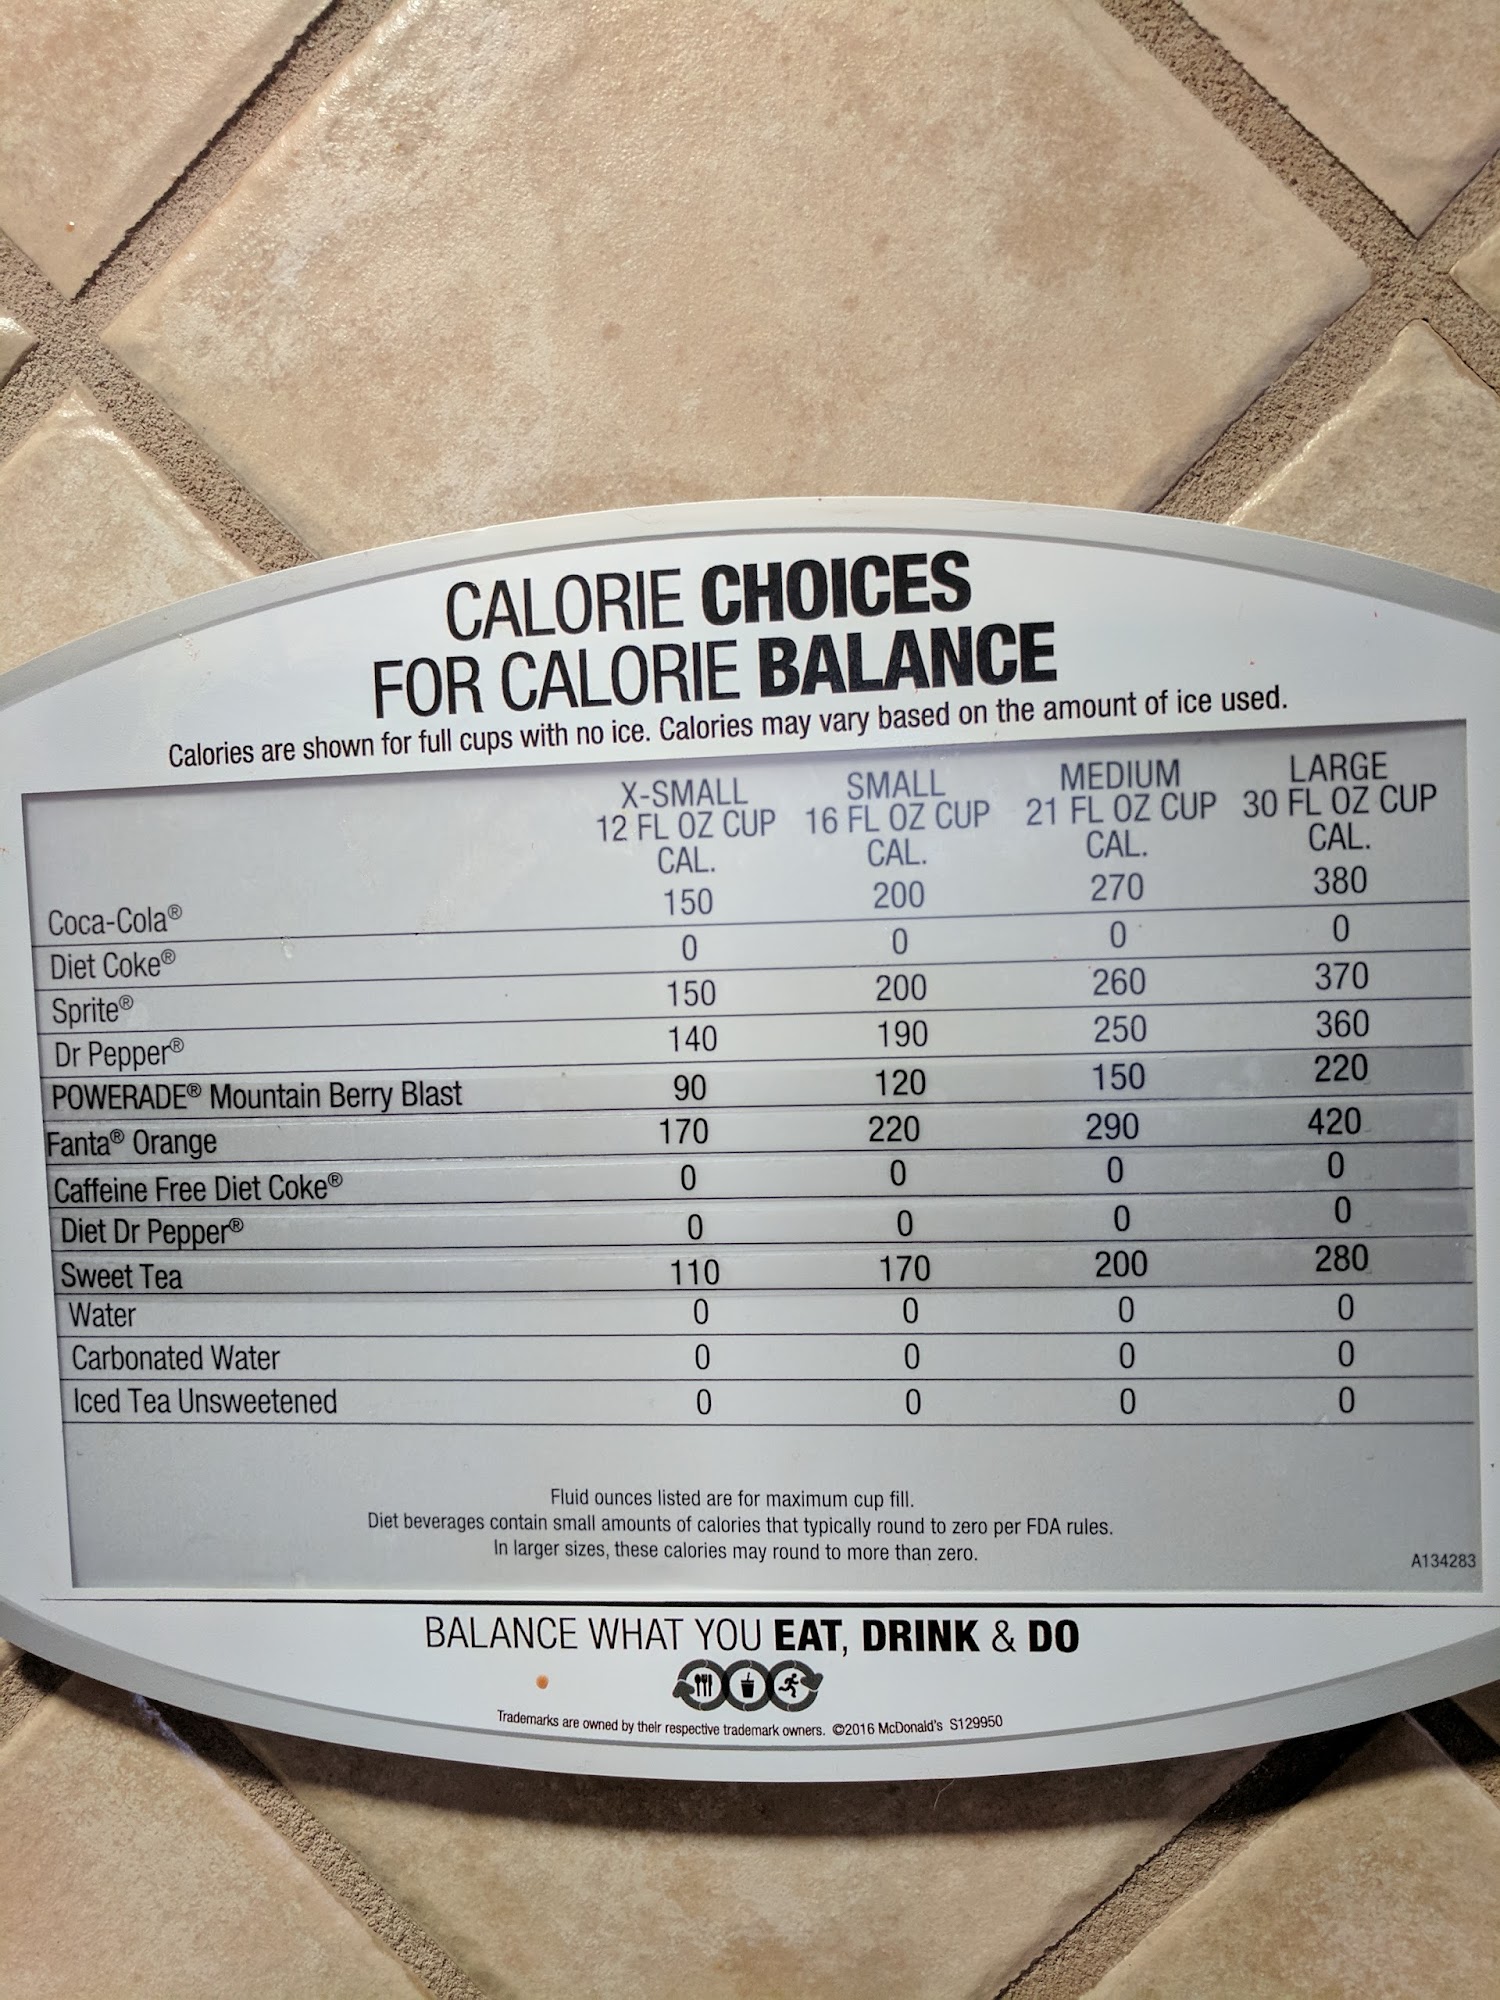 CALORIE CHOICES
FOR CALORIE BALANCE
Calories are shown for full cups with no ice. Calories may vary based on the amount of ice used.
X-SMALL SMALL MEDIUM LARGE
12 FL OZ CUP 16 FL OZ CUP 21 FL OZ CUP 30 FL OZ CUP
CAL. CAL. CAL. CAL.
Coca-Cola® 150 200 270 380
Diet Coke® 0 0 0 0
Sprite® 150 200 260 370
Dr Pepper® 140 190 250 360
POWERADE® Mountain Berry Blast 90 120 150 220
Fanta® Orange 170 220 290 420
Caffeine Free Diet Coke® 0 0 0 0
Diet Dr Pepper® 0 0 0 0
Sweet Tea 110 170 200 280
Water 0 0 0 0
Carbonated Water 0 0 0 0
Iced Tea Unsweetened 0 0 0 0
Fluid ounces listed are for maximum cup fill.
Diet beverages contain small amounts of calories that typically round to zero per FDA rules.
In larger sizes, these calories may round to more than zero.
A134283
BALANCE WHAT YOU EAT, DRINK & DO
Trademarks are owned by their respective trademark owners. ©2016 McDonald's S129950